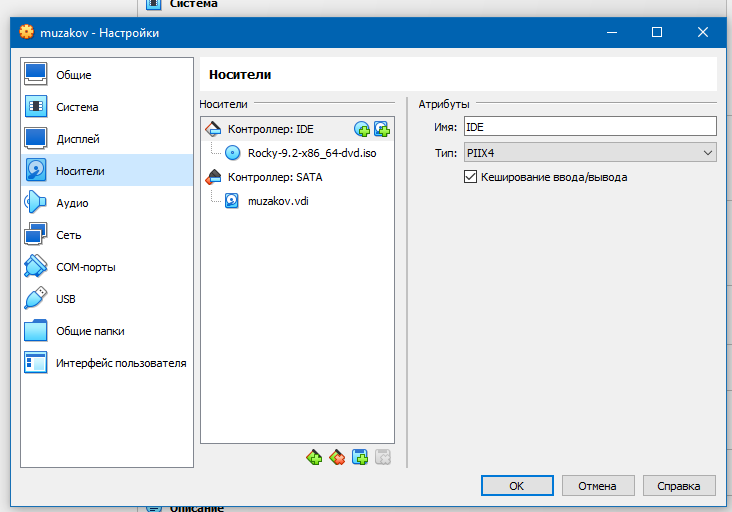 Система
muzakov - Настройки
Общие
Система
Дисплей
Носители
Аудио
Сеть
COM-порты
USB
Общие папки
Интерфейс пользователя
Носители
Носители
Контроллер: IDE
Rocky-9.2-x86_64-dvd.iso
Контроллер: SATA
muzakov.vdi
Атрибуты
Имя: IDE
Тип: PIIX4
Кеширование ввода/вывода
OK Отмена Справка
Описание